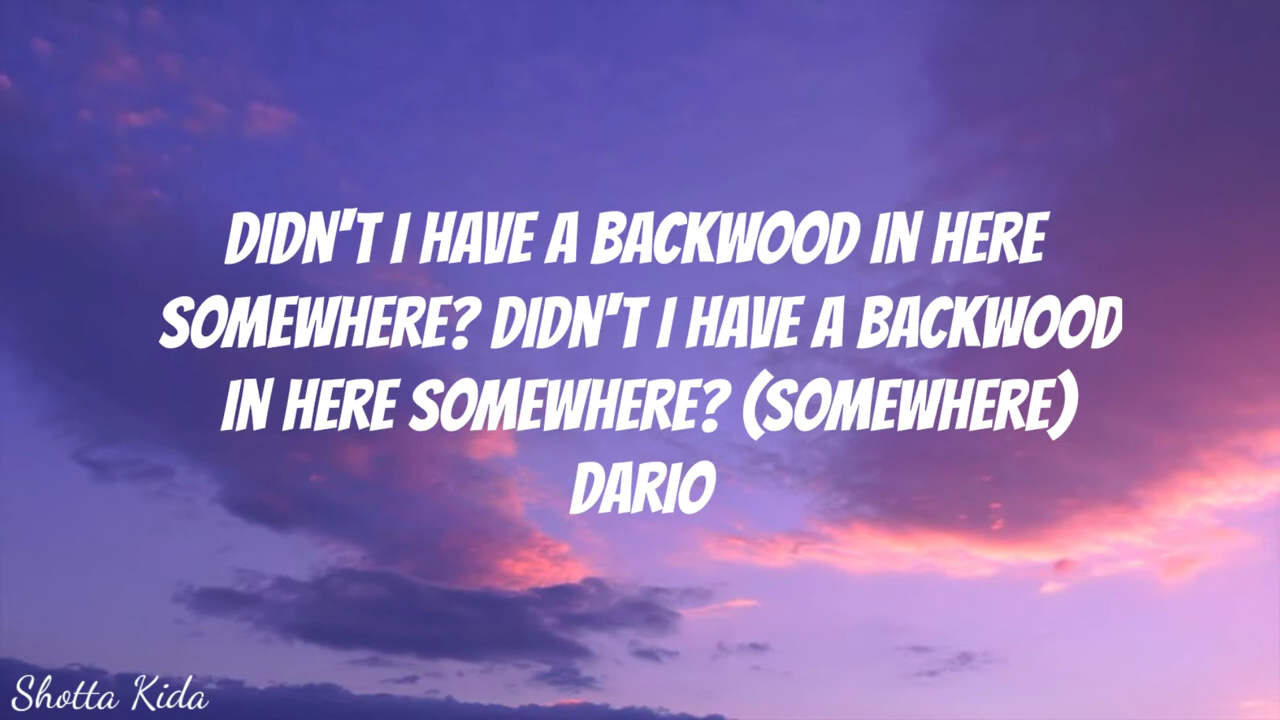 DIDN'T I HAVE A BACKWOOD IN HERE
SOMEWHERE? DIDN'T I HAVE A BACKWOOD
IN HERE SOMEWHERE? (SOMEWHERE)
DARIO
Shotta Kida